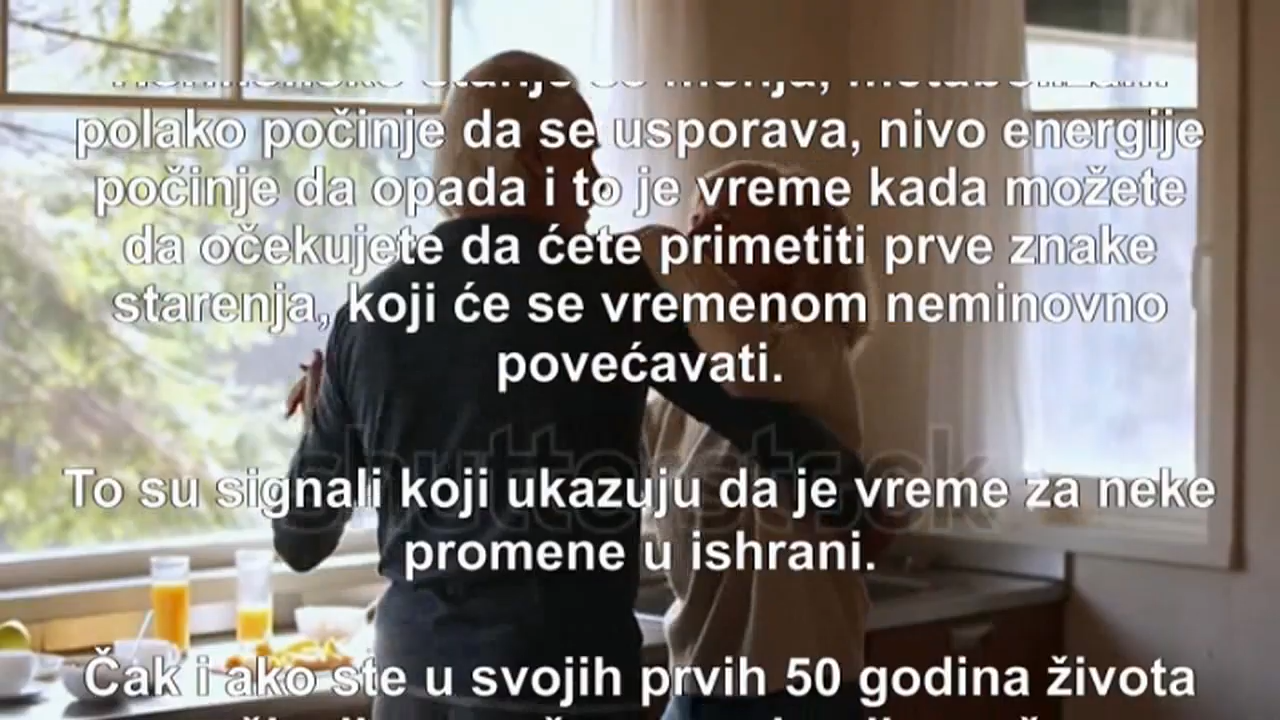 polako počinje da se usporava, nivo energije
počinje da opada i to je vreme kada možete
da očekujete da ćete primetiti prve znake
starenja, koji će se vremenom neminovno
povećavati.
shutterstock
To su signali koji ukazuju da je vreme za neke
promene u ishrani.
Čak i ako ste u svojih prvih 50 godina života